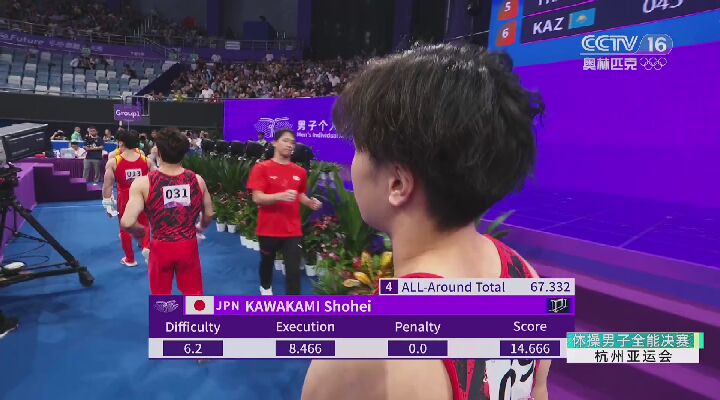 5
6 KAZ 043
CCTV 16
奥林匹克
Future
Group1
男子个人
Men's Individual
013
031
4 ALL-Around Total 67.332
JPN KAWAKAMI Shohei
Difficulty Execution Penalty Score
6.2 8.466 0.0 14.666
体操男子全能决赛
杭州亚运会